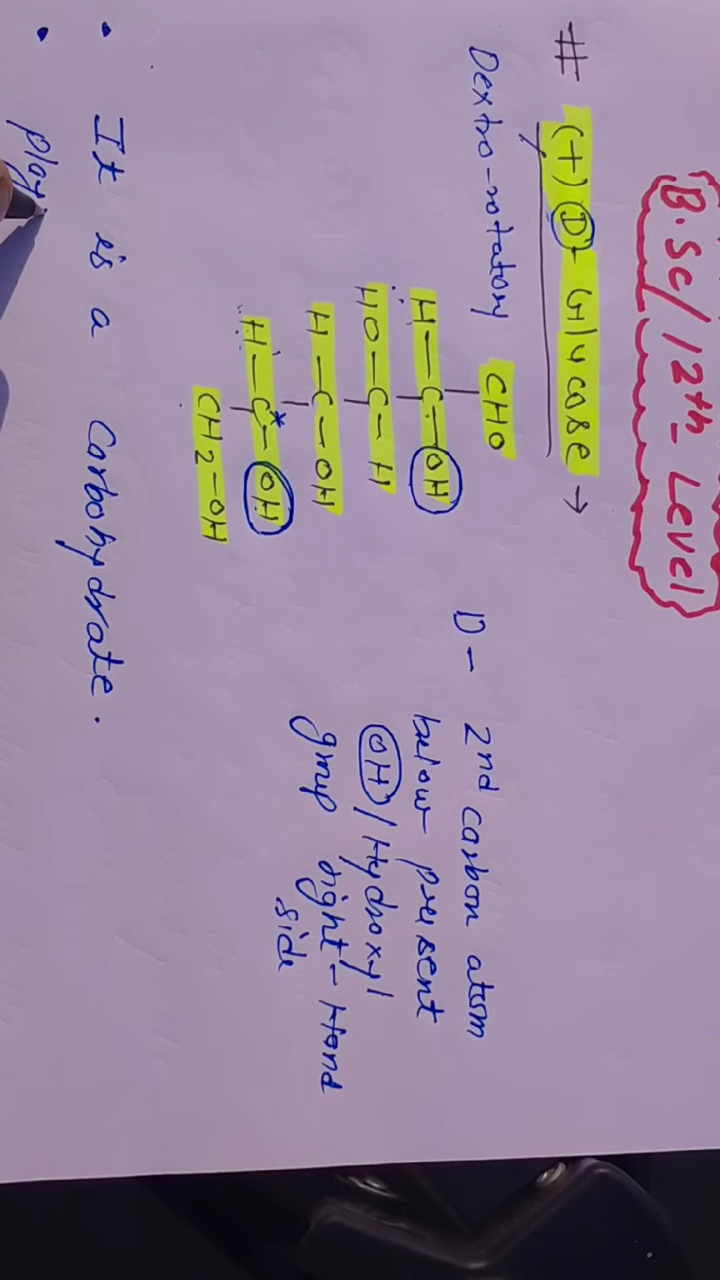 B.Sc/12th-Level
# (+) D- Glucose →
Dextro-rotatory
CHO
H-C-OH
HO-C-H
H-C-OH
H-C*-OH
CH2-OH
D- 2nd carbon atom
below present
OH/Hydroxyl
group right-Hand
side
• It is a Carbohydrate.
• Play